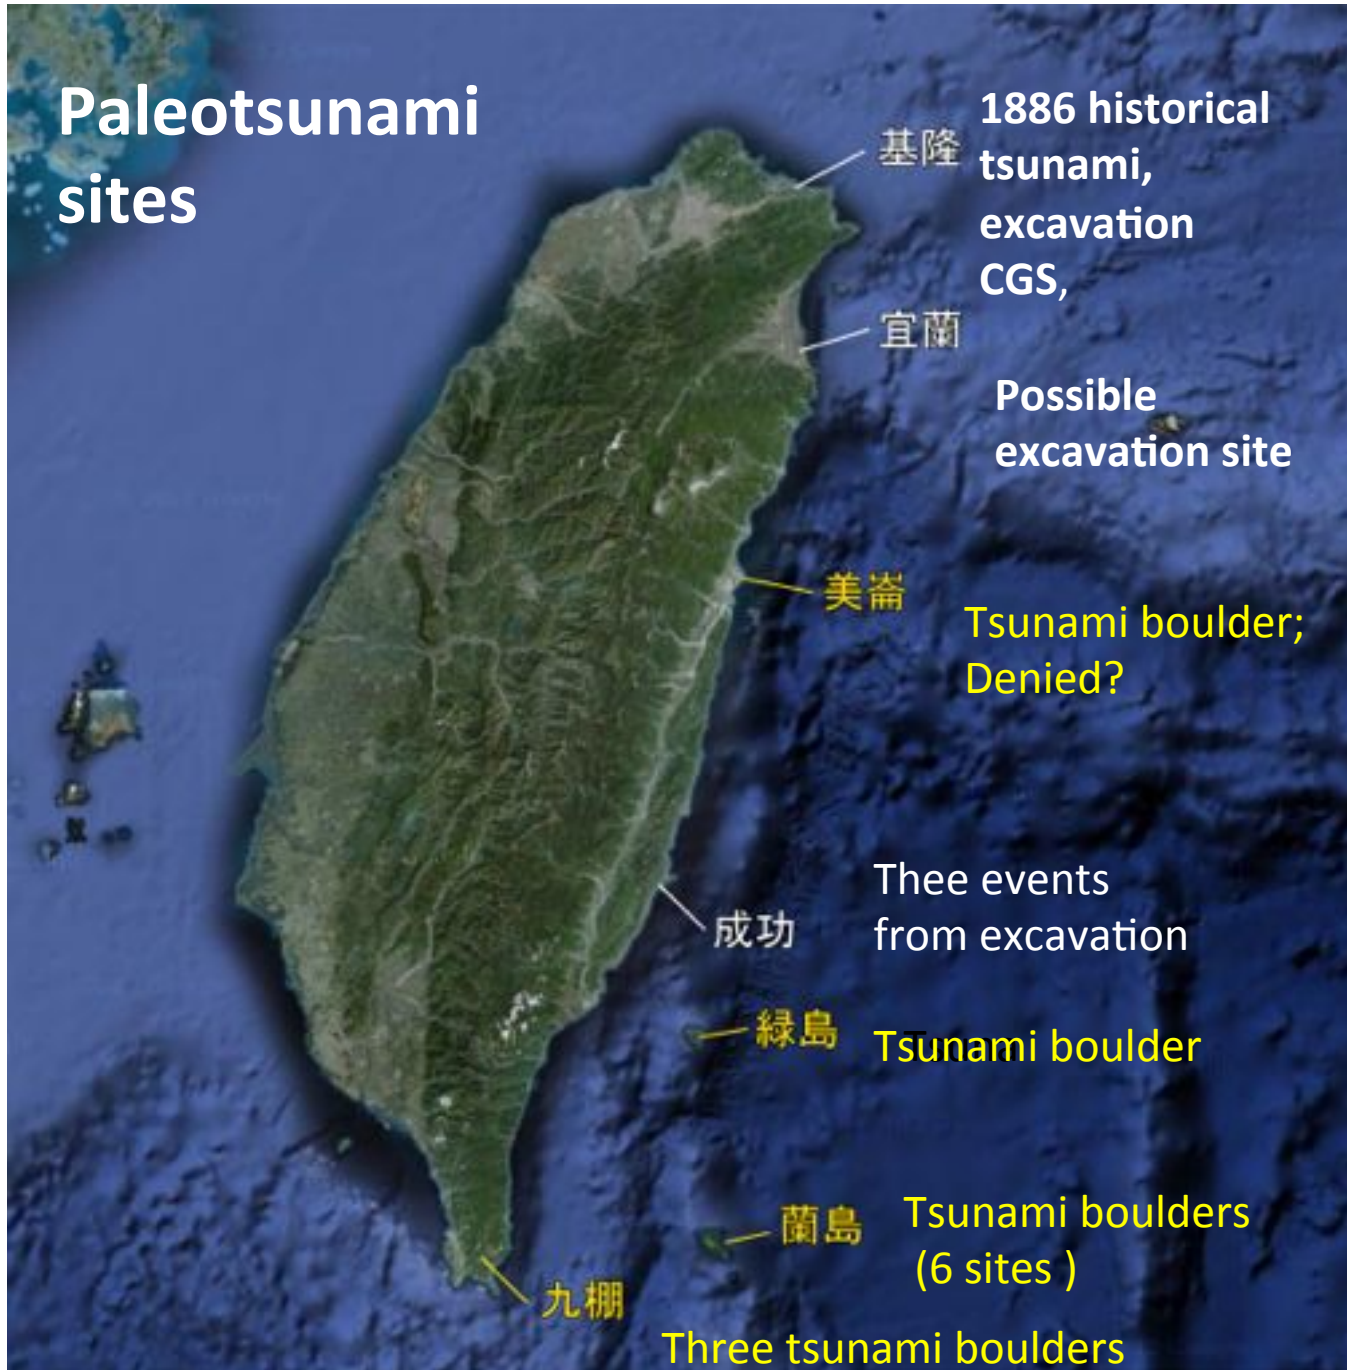 Paleotsunami
sites
基隆
1886 historical
tsunami,
excavation
CGS,
宜蘭
Possible
excavation site
美崙
Tsunami boulder;
Denied?
成功
Thee events
from excavation
緑島
Tsunami boulder
蘭島
Tsunami boulders
(6 sites )
九棚
Three tsunami boulders